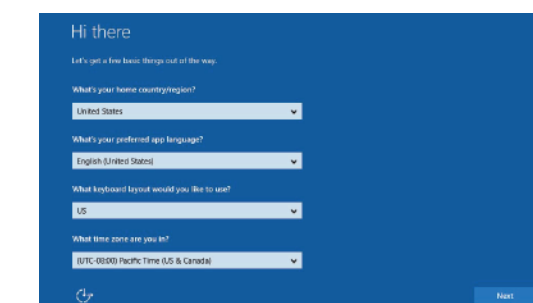 Hi there
Let's get a few basic things out of the way.
What's your home country/region?
United States
What's your preferred app language?
English (United States)
What keyboard layout would you like to use?
US
What time zone are you in?
(UTC-08:00) Pacific Time (US & Canada)
Next